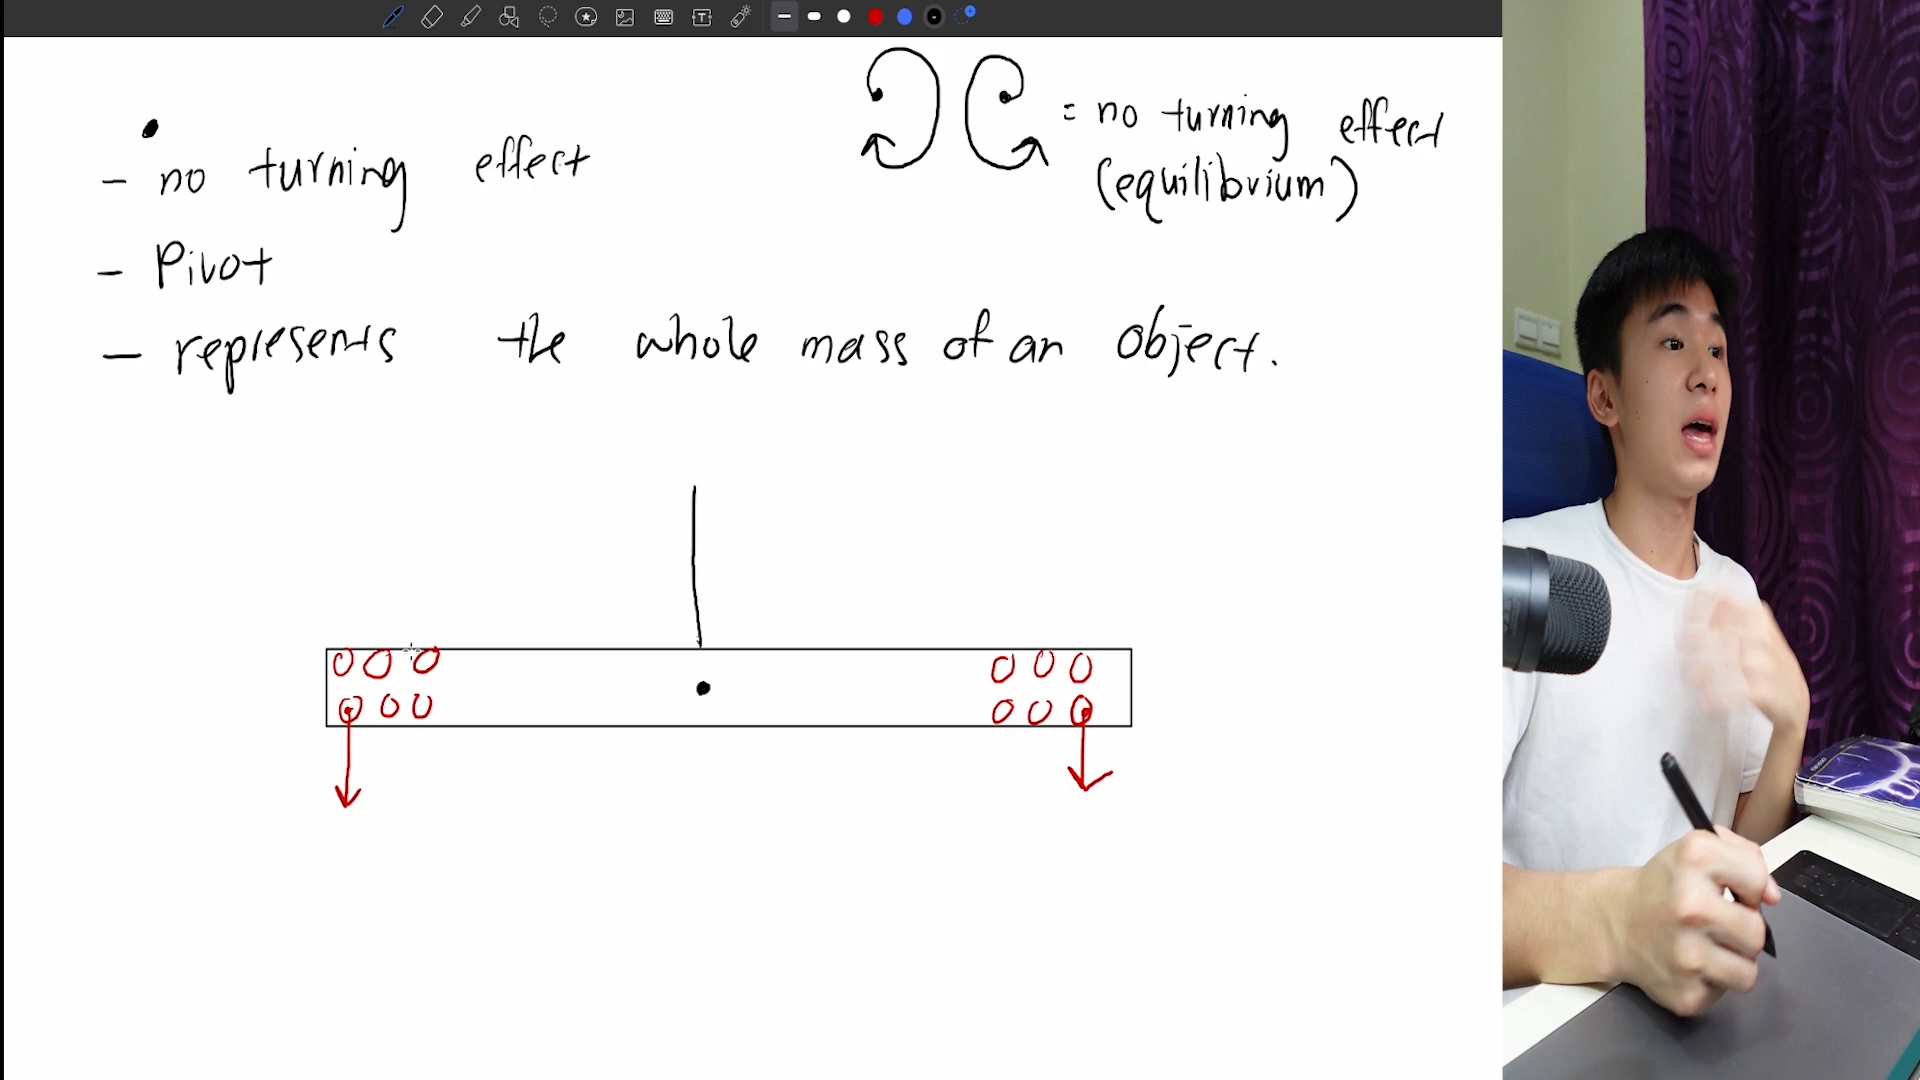 - no turning effect
- Pivot
- represents the whole mass of an object.
= no turning effect
(equilibrium)